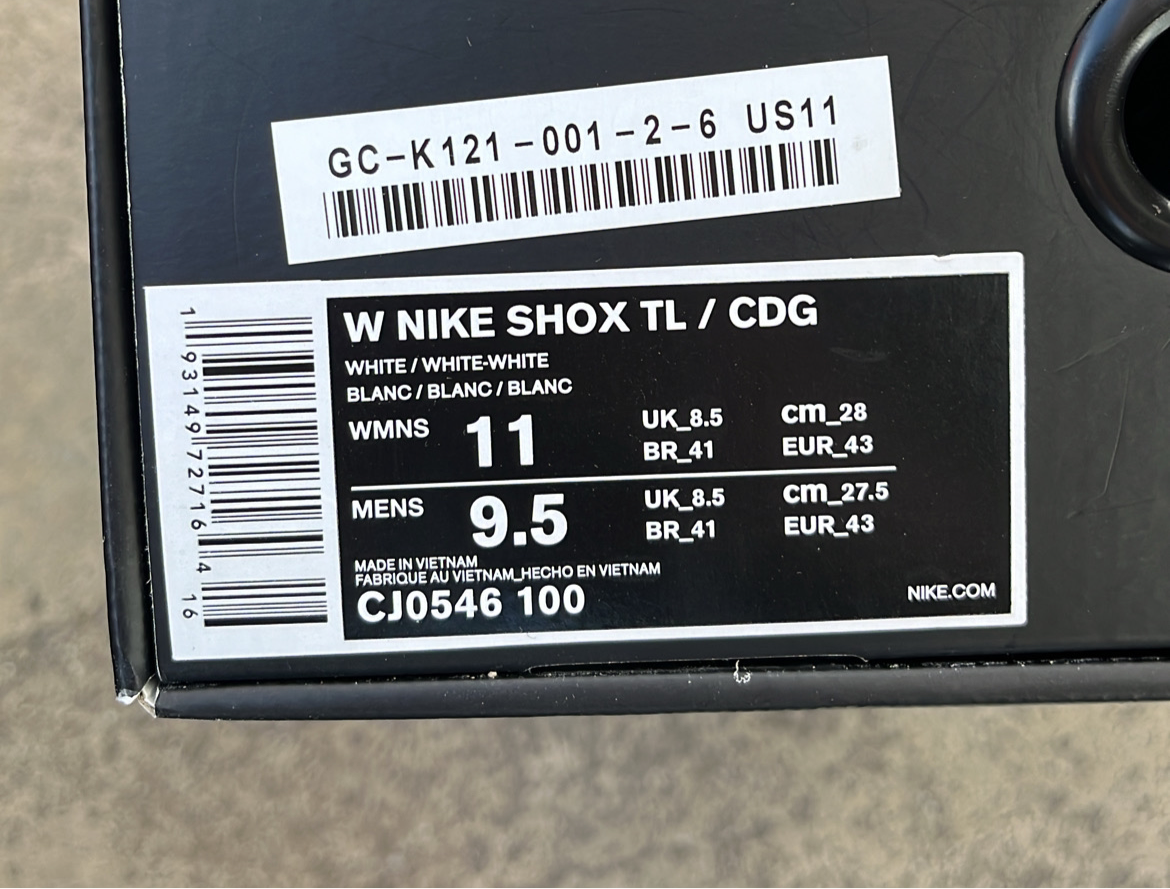 GC-K121-001-2-6 US11
W NIKE SHOX TL / CDG
WHITE / WHITE-WHITE
BLANC / BLANC / BLANC
WMNS 11 UK_8.5 cm_28
BR_41 EUR_43
MENS 9.5 UK_8.5 cm_27.5
BR_41 EUR_43
MADE IN VIETNAM
FABRIQUE AU VIETNAM_HECHO EN VIETNAM
CJ0546 100
NIKE.COM
1 93149 72716 4 16